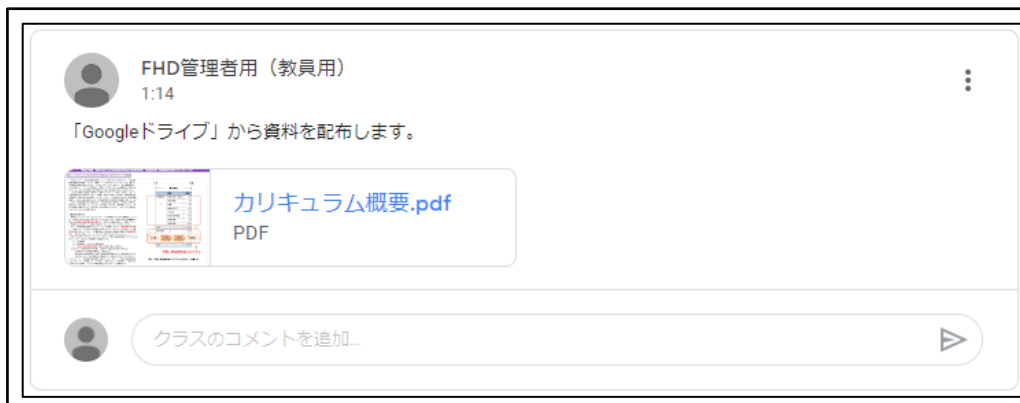 FHD管理者用（教員用）
1:14
「Googleドライブ」から資料を配布します。
カリキュラム概要.pdf
PDF
クラスのコメントを追加...